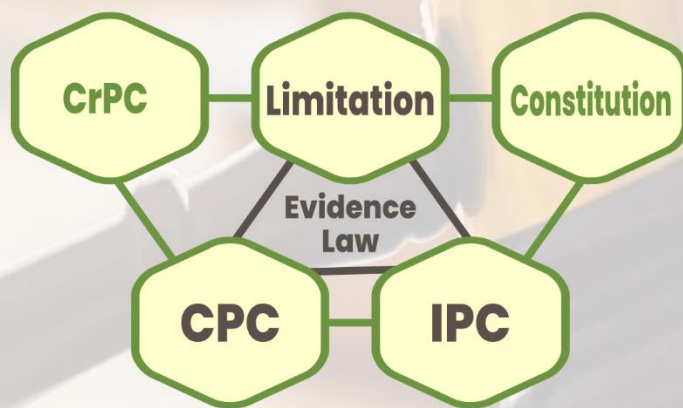 CrPC
Limitation
Constitution
Evidence
Law
CPC
IPC